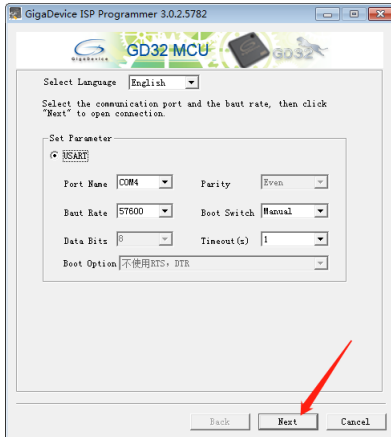 GigaDevice ISP Programmer 3.0.2.5782
GigaDevice
GD32 MCU
GD32
Select Language English
Select the communication port and the baut rate, then click
"Next" to open connection.
Set Parameter
USART
Port Name COM4 Parity Even
Baut Rate 57600 Boot Switch Manual
Data Bits 8 Timeout(s) 1
Boot Option 不使用RTS，DTR
Back Next Cancel